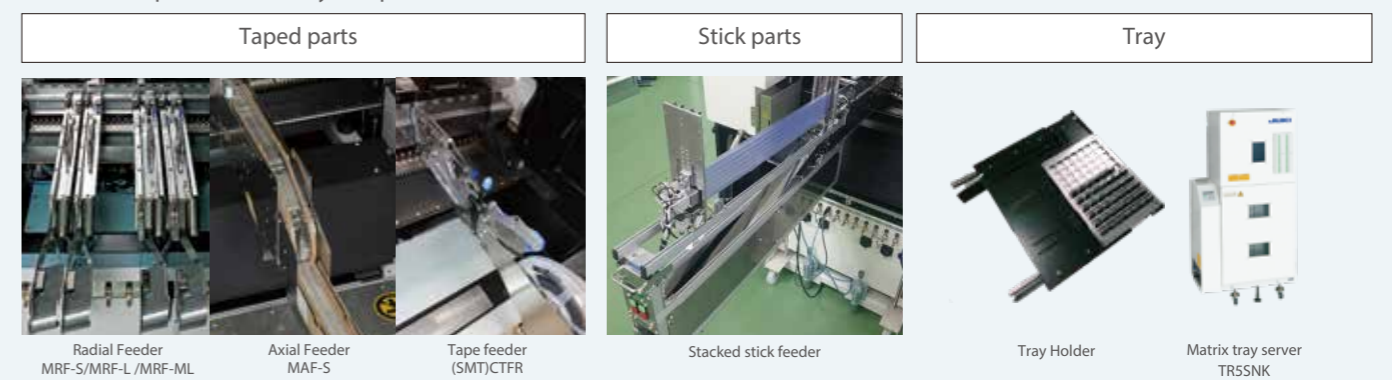 Taped parts
Stick parts
Tray
JUKI
Radial Feeder
MRF-S/MRF-L /MRF-ML
Axial Feeder
MAF-S
Tape feeder
(SMT)CTFR
Stacked stick feeder
Tray Holder
Matrix tray server
TR5SNK